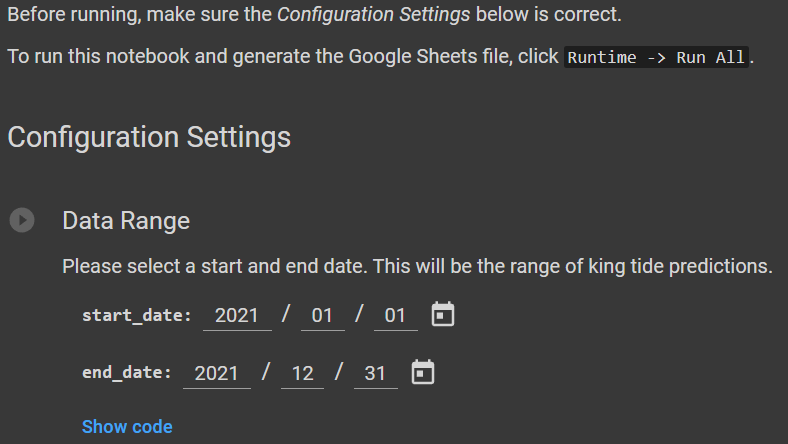 Before running, make sure the Configuration Settings below is correct.
To run this notebook and generate the Google Sheets file, click Runtime -> Run All.
Configuration Settings
Data Range
Please select a start and end date. This will be the range of king tide predictions.
start_date: 2021 / 01 / 01
end_date: 2021 / 12 / 31
Show code